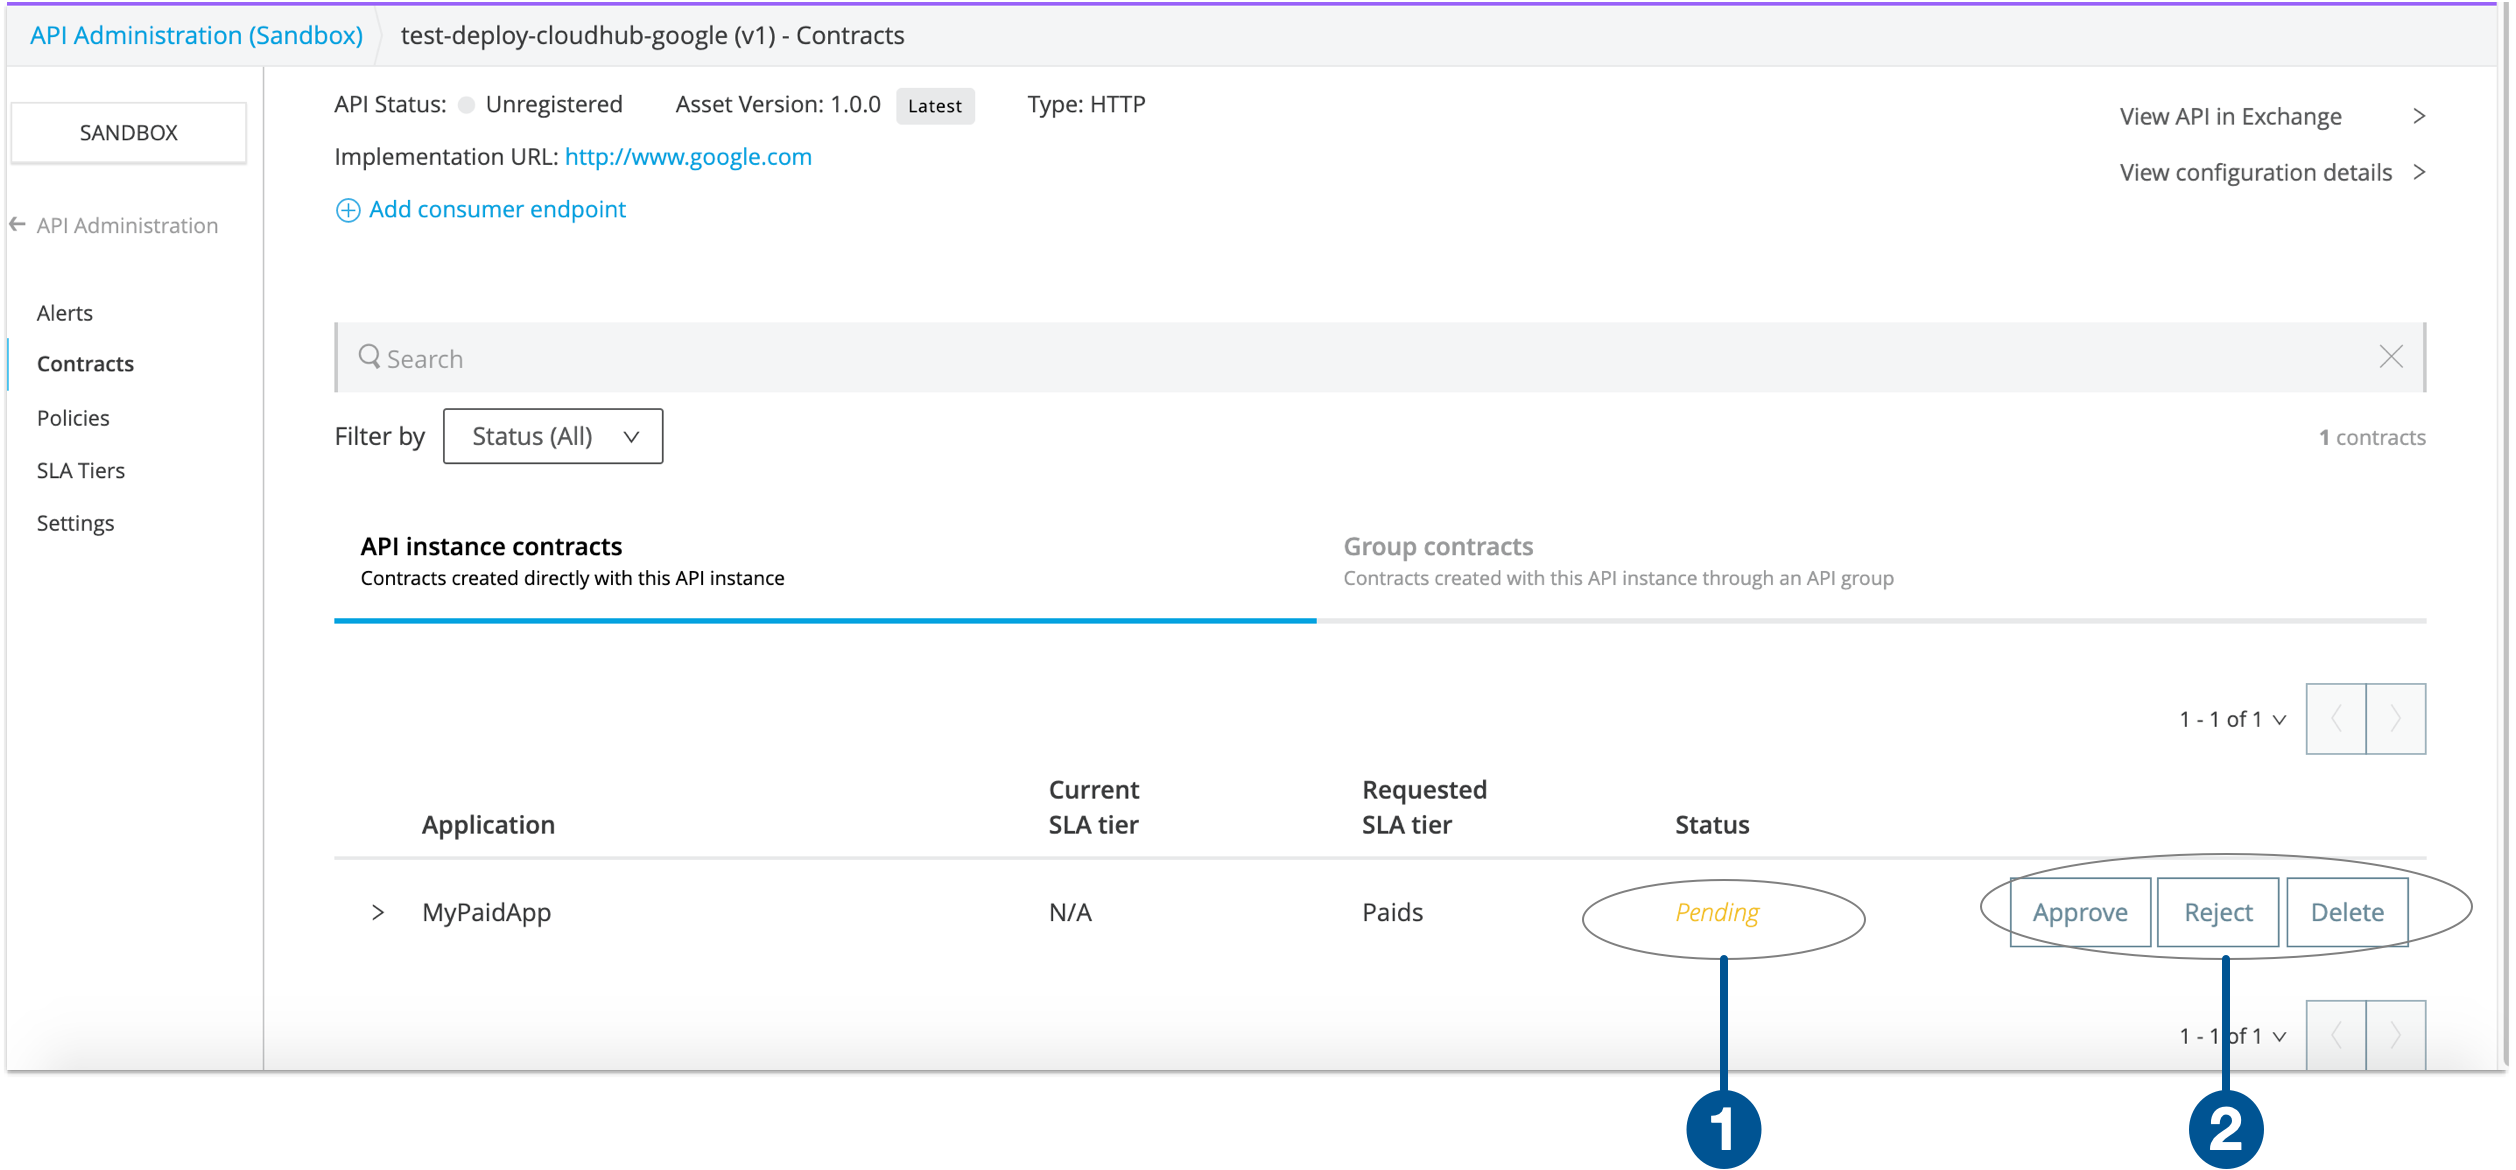 API Administration (Sandbox) test-deploy-cloudhub-google (v1) - Contracts
SANDBOX
API Administration
Alerts
Contracts
Policies
SLA Tiers
Settings
API Status: Unregistered Asset Version: 1.0.0 Latest Type: HTTP
Implementation URL: http://www.google.com
Add consumer endpoint
View API in Exchange
View configuration details
Search
Filter by Status (All)
1 contracts
API instance contracts
Contracts created directly with this API instance
Group contracts
Contracts created with this API instance through an API group
1 - 1 of 1
Application Current SLA tier Requested SLA tier Status
MyPaidApp N/A Paids Pending Approve Reject Delete
1 - 1 of 1
1 2